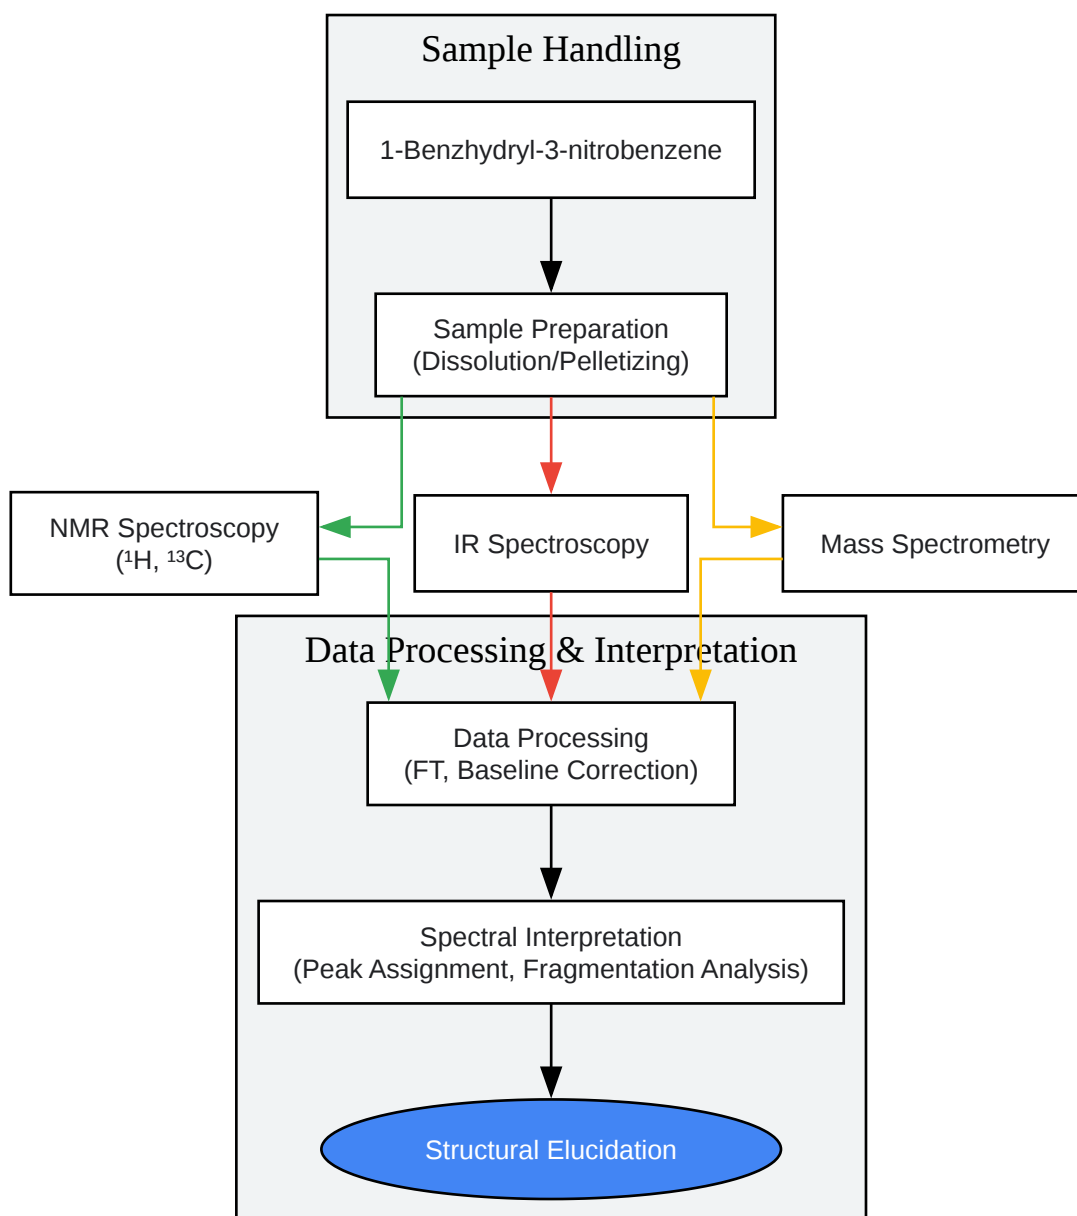 Sample Handling
1-Benzhydryl-3-nitrobenzene
Sample Preparation
(Dissolution/Pelletizing)
NMR Spectroscopy
(¹H, ¹³C)
IR Spectroscopy
Mass Spectrometry
Data Processing & Interpretation
Data Processing
(FT, Baseline Correction)
Spectral Interpretation
(Peak Assignment, Fragmentation Analysis)
Structural Elucidation